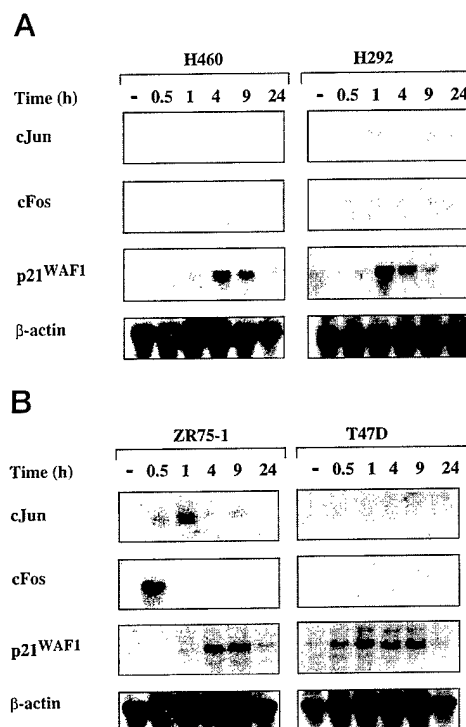 A
H460 H292
Time (h) - 0.5 1 4 9 24 - 0.5 1 4 9 24
cJun
cFos
p21WAF1
β-actin
B
ZR75-1 T47D
Time (h) - 0.5 1 4 9 24 - 0.5 1 4 9 24
cJun
cFos
p21WAF1
β-actin